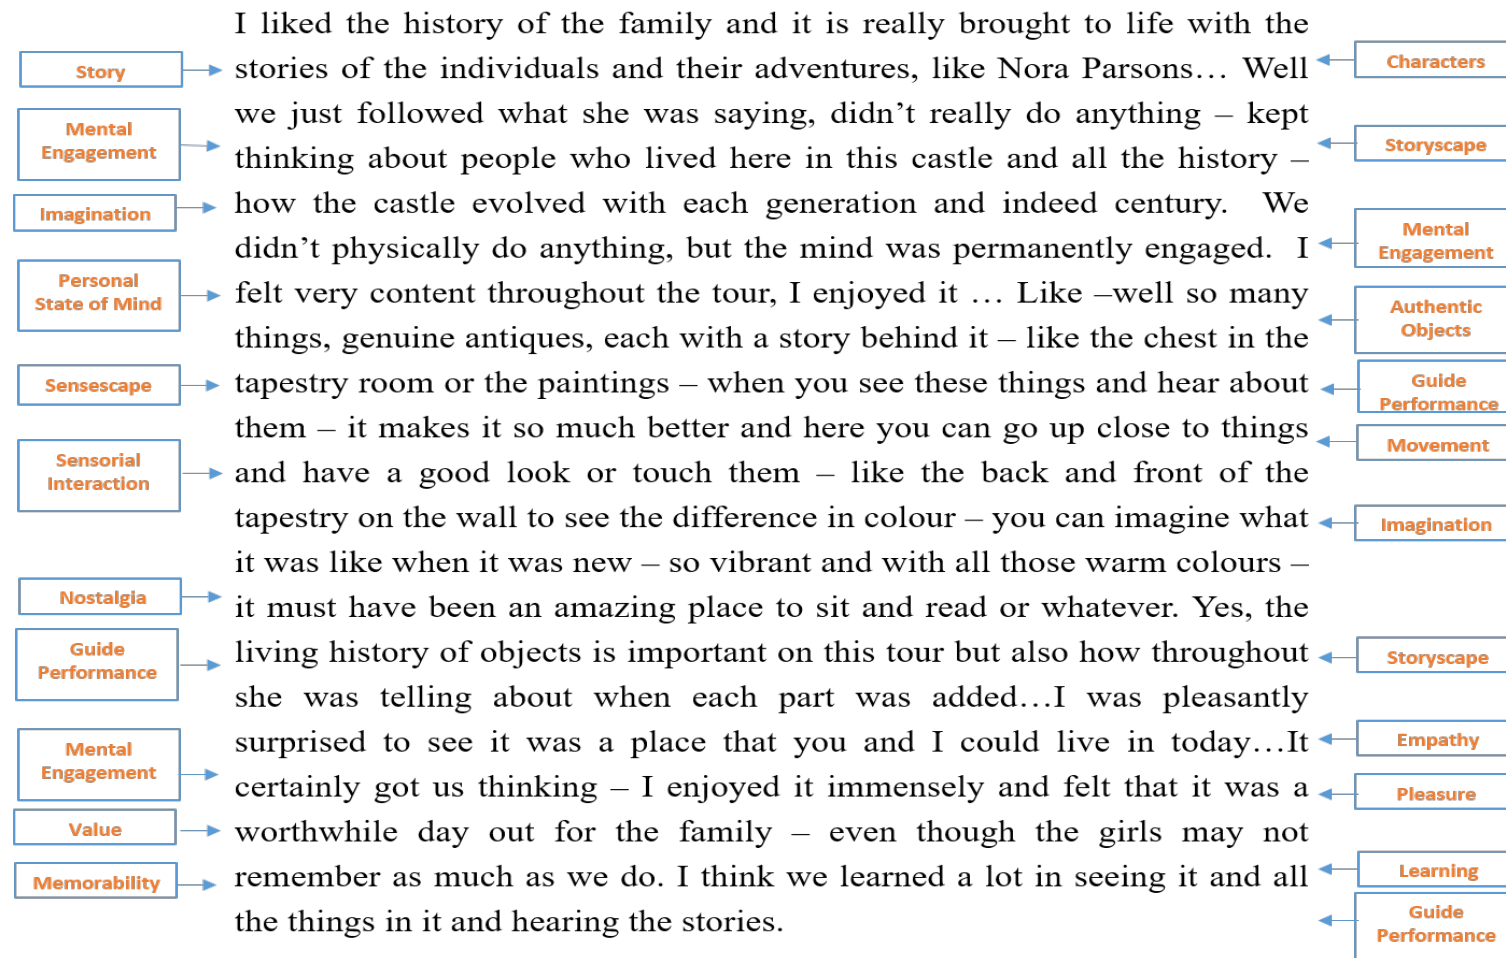 I liked the history of the family and it is really brought to life with the
Story
stories of the individuals and their adventures, like Nora Parsons… Well
Characters
Mental
Engagement
we just followed what she was saying, didn’t really do anything – kept
thinking about people who lived here in this castle and all the history –
Storyscape
Imagination
how the castle evolved with each generation and indeed century.  We
didn’t physically do anything, but the mind was permanently engaged.  I
Mental
Engagement
Personal
State of Mind
felt very content throughout the tour, I enjoyed it … Like –well so many
things, genuine antiques, each with a story behind it – like the chest in the
Authentic
Objects
Sensescape
tapestry room or the paintings – when you see these things and hear about
Guide
Performance
them – it makes it so much better and here you can go up close to things
Movement
Sensorial
Interaction
and have a good look or touch them – like the back and front of the
tapestry on the wall to see the difference in colour – you can imagine what
Imagination
it was like when it was new – so vibrant and with all those warm colours –
Nostalgia
it must have been an amazing place to sit and read or whatever. Yes, the
Guide
Performance
living history of objects is important on this tour but also how throughout
Storyscape
she was telling about when each part was added…I was pleasantly
surprised to see it was a place that you and I could live in today…It
Empathy
Mental
Engagement
certainly got us thinking – I enjoyed it immensely and felt that it was a
Pleasure
Value
worthwhile day out for the family – even though the girls may not
Memorability
remember as much as we do. I think we learned a lot in seeing it and all
Learning
the things in it and hearing the stories.
Guide
Performance